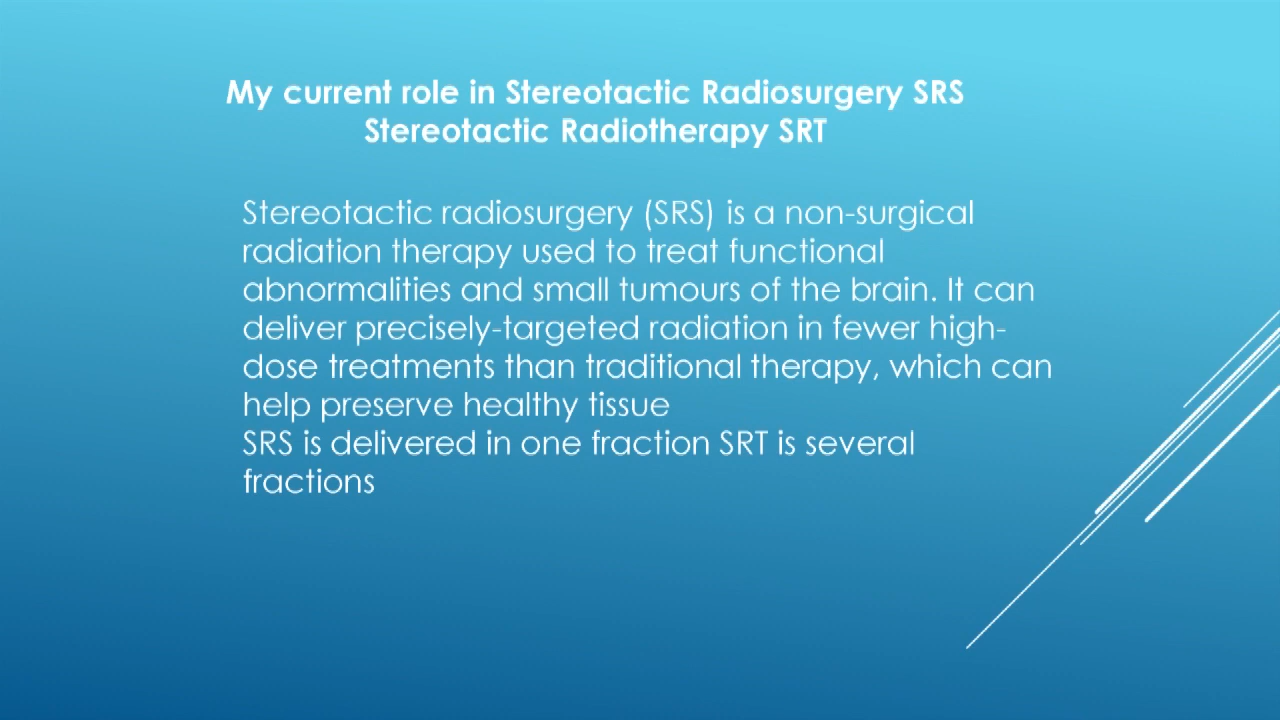 My current role in Stereotactic Radiosurgery SRS
Stereotactic Radiotherapy SRT
Stereotactic radiosurgery (SRS) is a non-surgical
radiation therapy used to treat functional
abnormalities and small tumours of the brain. It can
deliver precisely-targeted radiation in fewer high-
dose treatments than traditional therapy, which can
help preserve healthy tissue
SRS is delivered in one fraction SRT is several
fractions